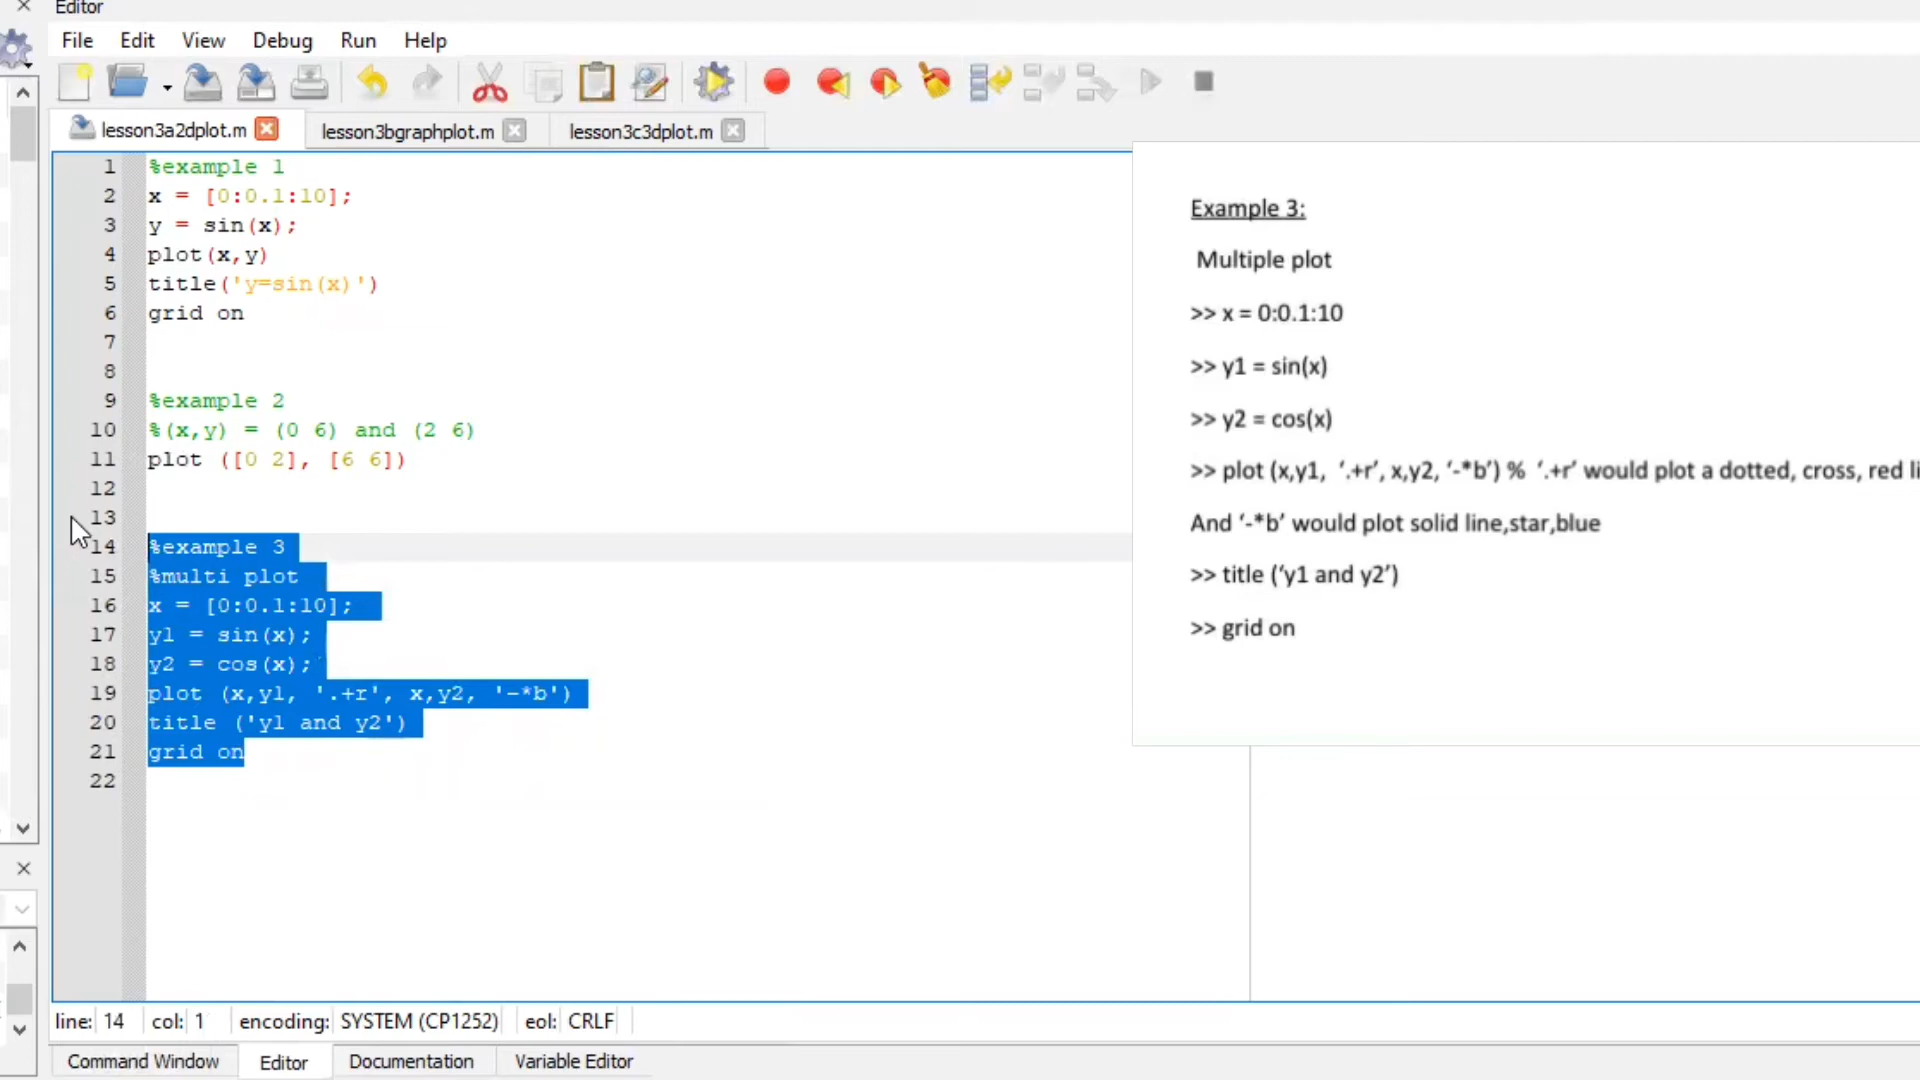 Editor
File Edit View Debug Run Help
lesson3a2dplot.m lesson3bgraphplot.m lesson3c3dplot.m
1 %example 1
2 x = [0:0.1:10];
3 y = sin(x);
4 plot(x,y)
5 title('y=sin(x)')
6 grid on
7
8
9 %example 2
10 %(x,y) = (0 6) and (2 6)
11 plot ([0 2], [6 6])
12
13
14 %example 3
15 %multi plot
16 x = [0:0.1:10];
17 y1 = sin(x);
18 y2 = cos(x);
19 plot (x,y1, '.+r', x,y2, '-*b')
20 title ('y1 and y2')
21 grid on
22
Example 3:
Multiple plot
>> x = 0:0.1:10
>> y1 = sin(x)
>> y2 = cos(x)
>> plot (x,y1, ‘.+r’, x,y2, ‘-*b’) % ‘.+r’ would plot a dotted, cross, red li
And ‘-*b’ would plot solid line,star,blue
>> title (‘y1 and y2’)
>> grid on
line: 14 col: 1 encoding: SYSTEM (CP1252) eol: CRLF
Command Window Editor Documentation Variable Editor